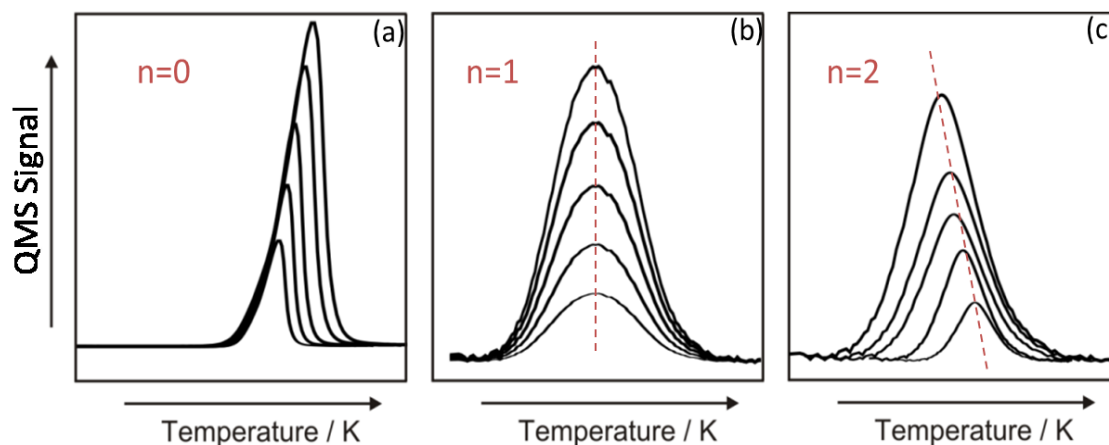 QMS Signal
(a)
n=0
Temperature / K
(b)
n=1
Temperature / K
(c)
n=2
Temperature / K